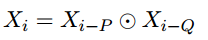 X_i = X_{i−P} ⊙ X_{i−Q}